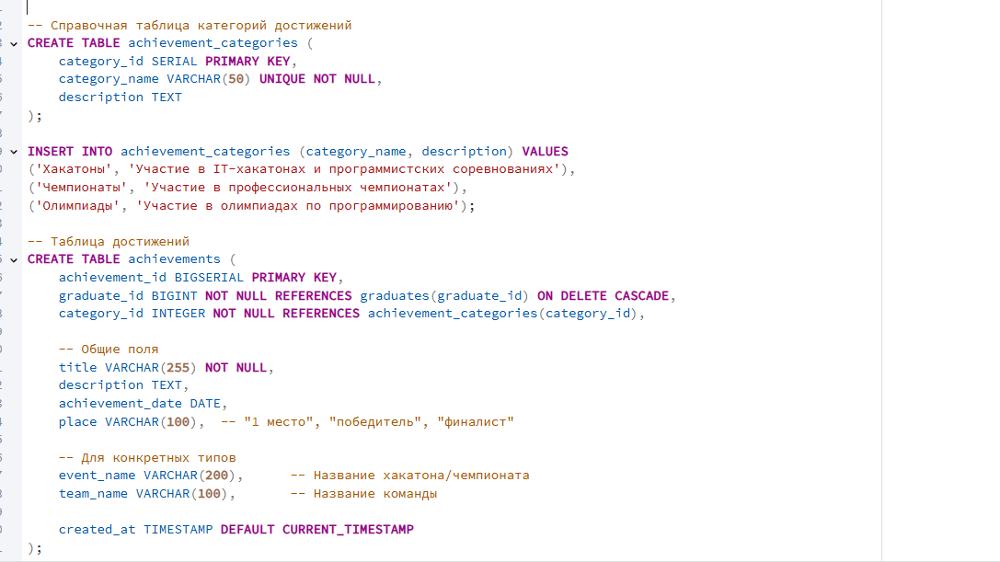 -- Справочная таблица категорий достижений
CREATE TABLE achievement_categories (
    category_id SERIAL PRIMARY KEY,
    category_name VARCHAR(50) UNIQUE NOT NULL,
    description TEXT
);
INSERT INTO achievement_categories (category_name, description) VALUES
('Хакатоны', 'Участие в IT-хакатонах и программистских соревнованиях'),
('Чемпионаты', 'Участие в профессиональных чемпионатах'),
('Олимпиады', 'Участие в олимпиадах по программированию');
-- Таблица достижений
CREATE TABLE achievements (
    achievement_id BIGSERIAL PRIMARY KEY,
    graduate_id BIGINT NOT NULL REFERENCES graduates(graduate_id) ON DELETE CASCADE,
    category_id INTEGER NOT NULL REFERENCES achievement_categories(category_id),
    -- Общие поля
    title VARCHAR(255) NOT NULL,
    description TEXT,
    achievement_date DATE,
    place VARCHAR(100),  -- "1 место", "победитель", "финалист"
    -- Для конкретных типов
    event_name VARCHAR(200),      -- Название хакатона/чемпионата
    team_name VARCHAR(100),       -- Название команды
    created_at TIMESTAMP DEFAULT CURRENT_TIMESTAMP
);